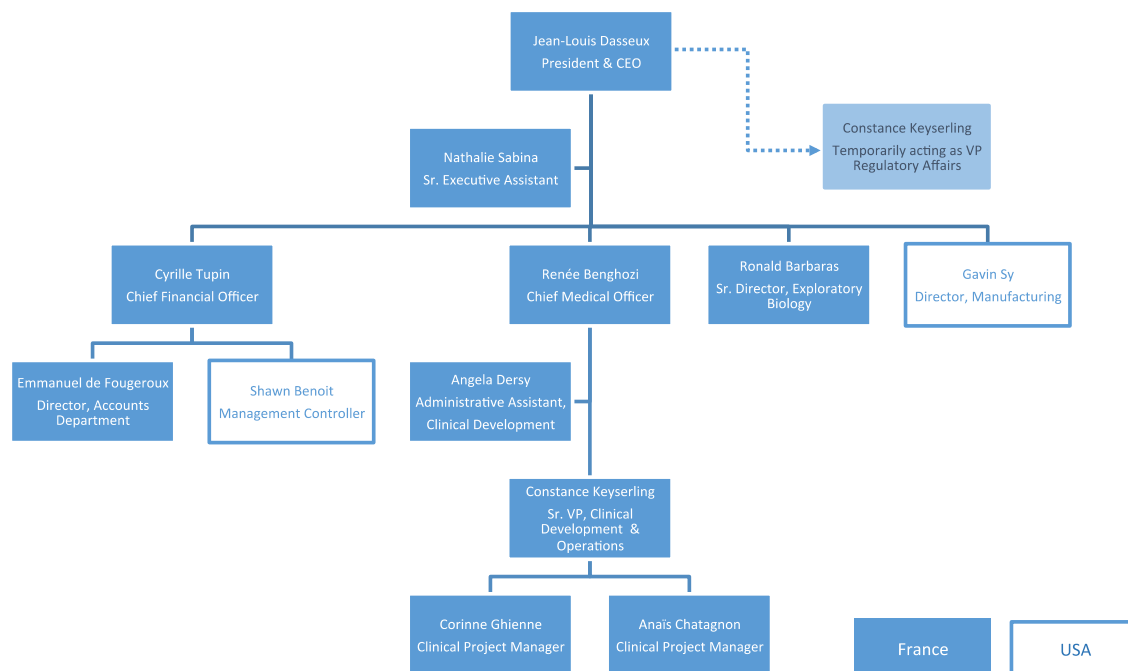 Jean-Louis Dasseux
President & CEO
Constance Keyserling
Temporarily acting as VP
Regulatory Affairs
Nathalie Sabina
Sr. Executive Assistant
Cyrille Tupin
Chief Financial Officer
Renée Benghozi
Chief Medical Officer
Ronald Barbaras
Sr. Director, Exploratory
Biology
Gavin Sy
Director, Manufacturing
Emmanuel de Fougeroux
Director, Accounts
Department
Shawn Benoit
Management Controller
Angela Dersy
Administrative Assistant,
Clinical Development
Constance Keyserling
Sr. VP, Clinical
Development &
Operations
Corinne Ghienne
Clinical Project Manager
Anaïs Chatagnon
Clinical Project Manager
France
USA